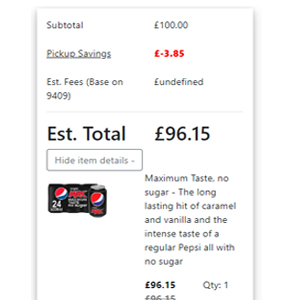 Subtotal £100.00
Pickup Savings £-3.85
Est. Fees (Base on £undefined
9409)
Est. Total £96.15
Hide item details -
Maximum Taste, no
sugar - The long
lasting hit of caramel
and vanilla and the
intense taste of a
regular Pepsi all with
no sugar
24
£96.15 Qty: 1
£96.15